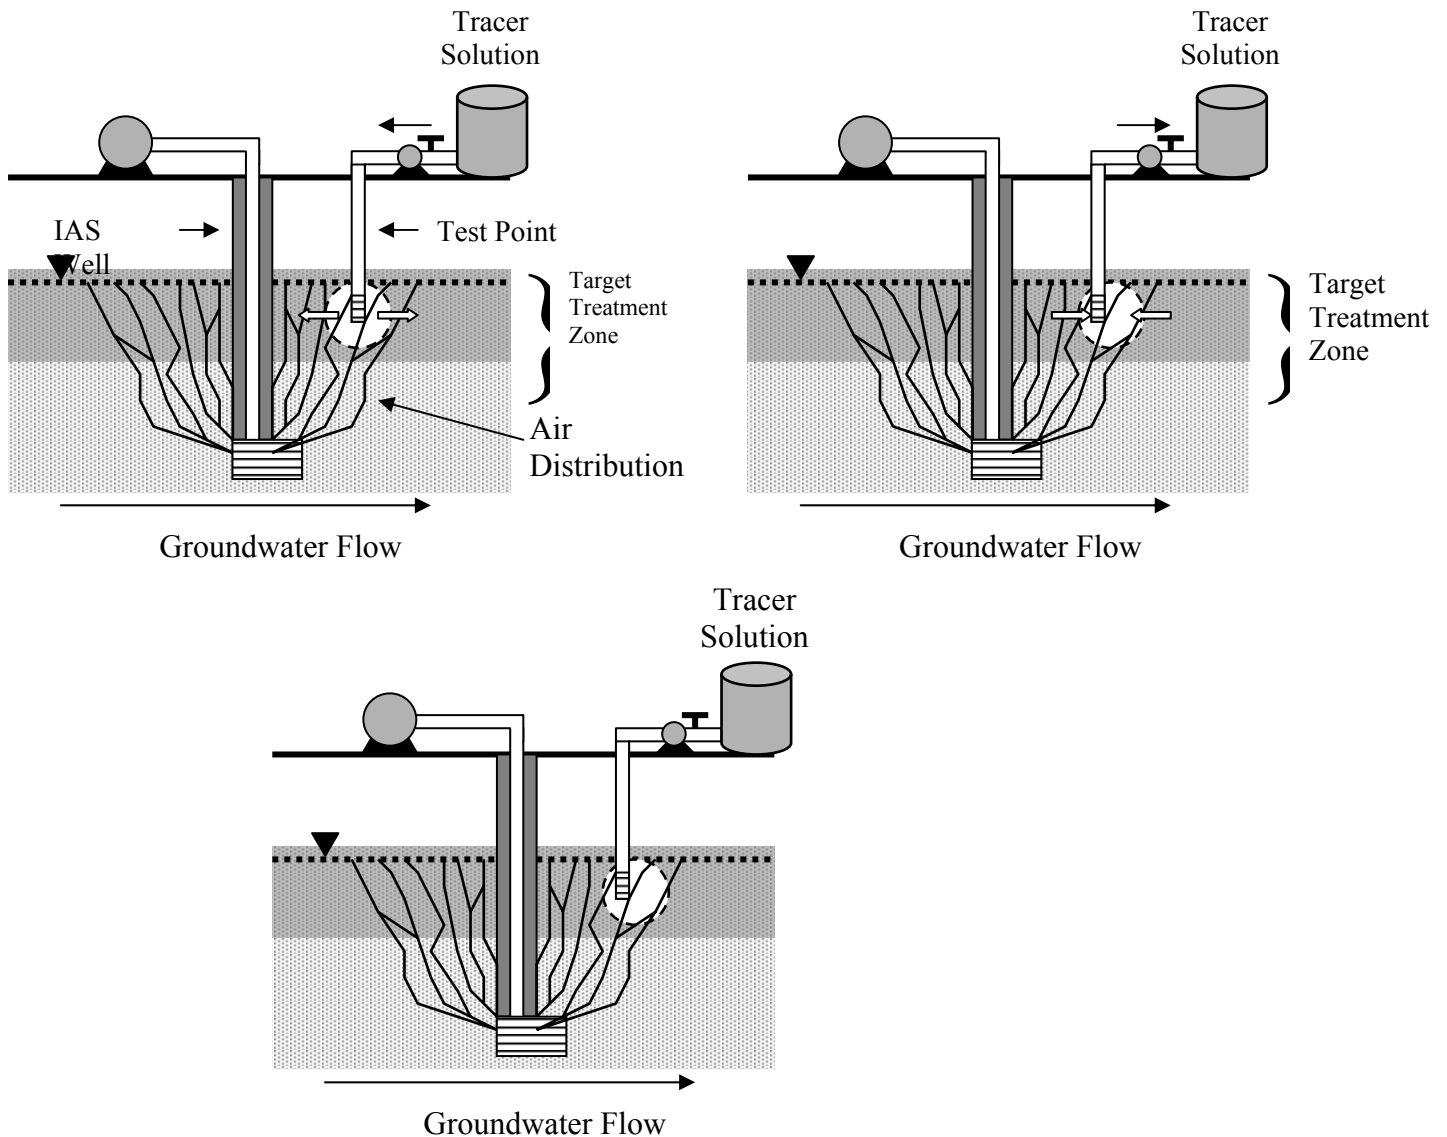 Tracer
Solution
IAS
Well
Test Point
Target
Treatment
Zone
Air
Distribution
Groundwater Flow
Tracer
Solution
Target
Treatment
Zone
Groundwater Flow
Tracer
Solution
Groundwater Flow